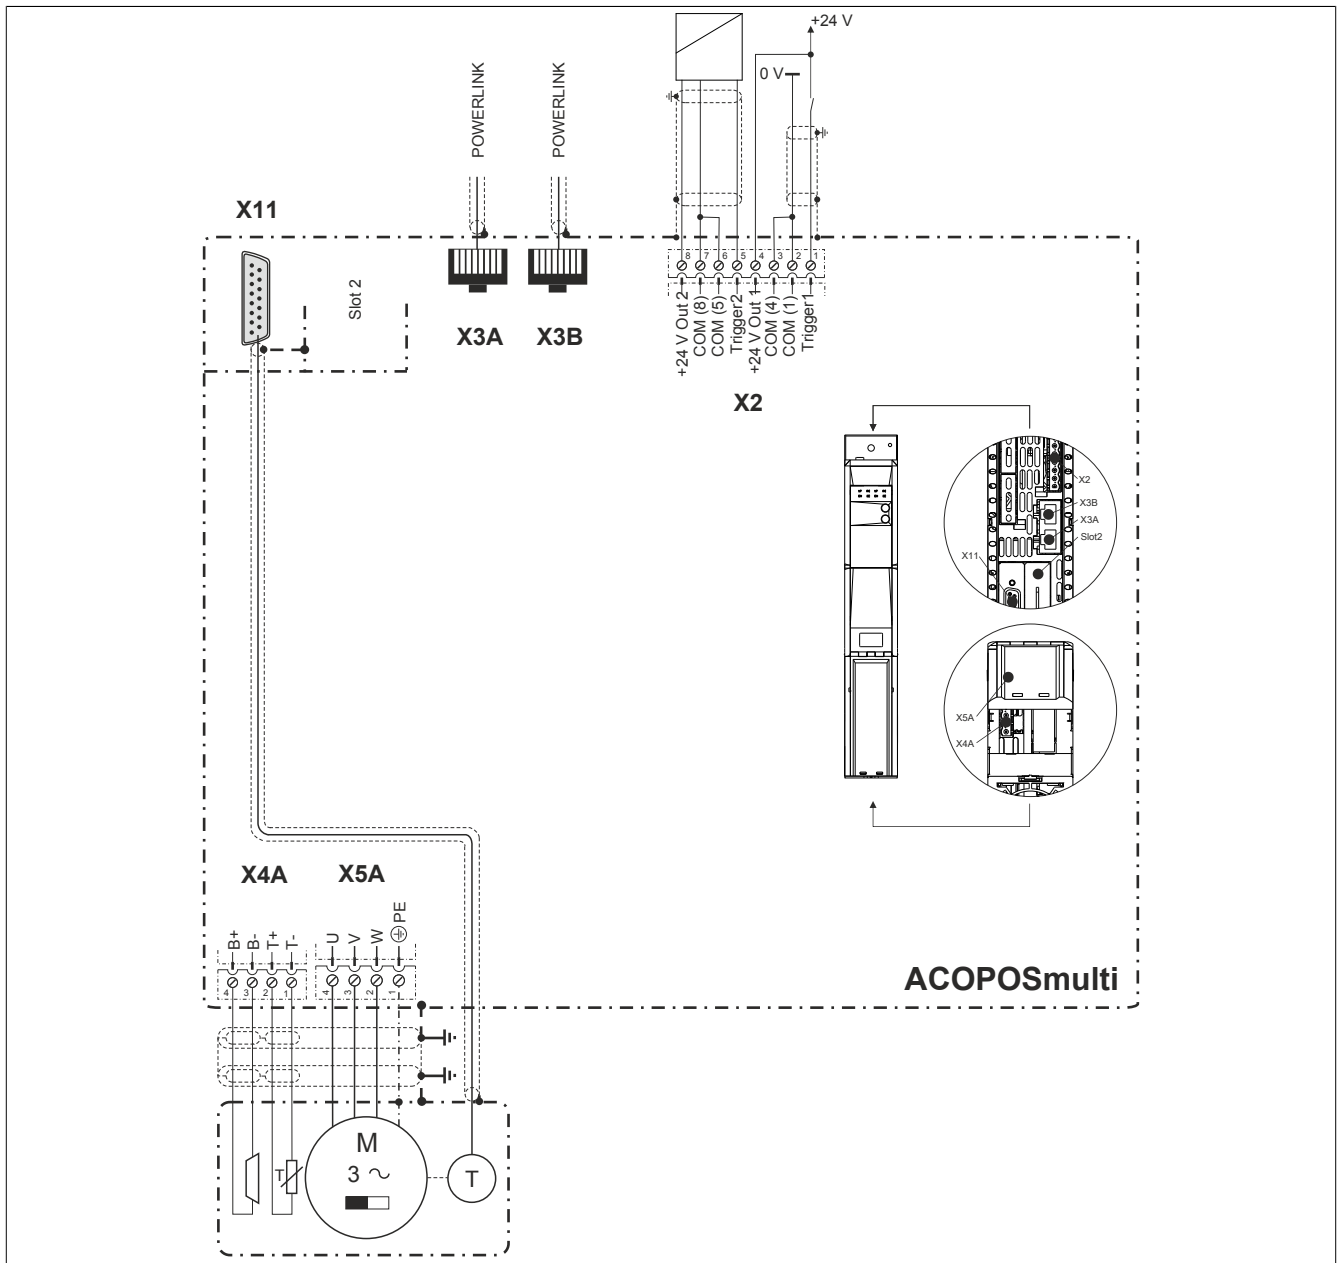 +24 V
0 V
POWERLINK
POWERLINK
X11
Slot 2
X3A
X3B
8
7
6
5
4
3
2
1
+24 V Out 2
COM (8)
COM (5)
Trigger2
+24 V Out 1
COM (4)
COM (1)
Trigger1
X2
X2
X3B
X3A
Slot2
X11
X5A
X4A
X4A
X5A
B+
B-
T+
T-
U
V
W
PE
4
3
2
1
4
3
2
1
ACOPOSmulti
M
3 ~
T
T